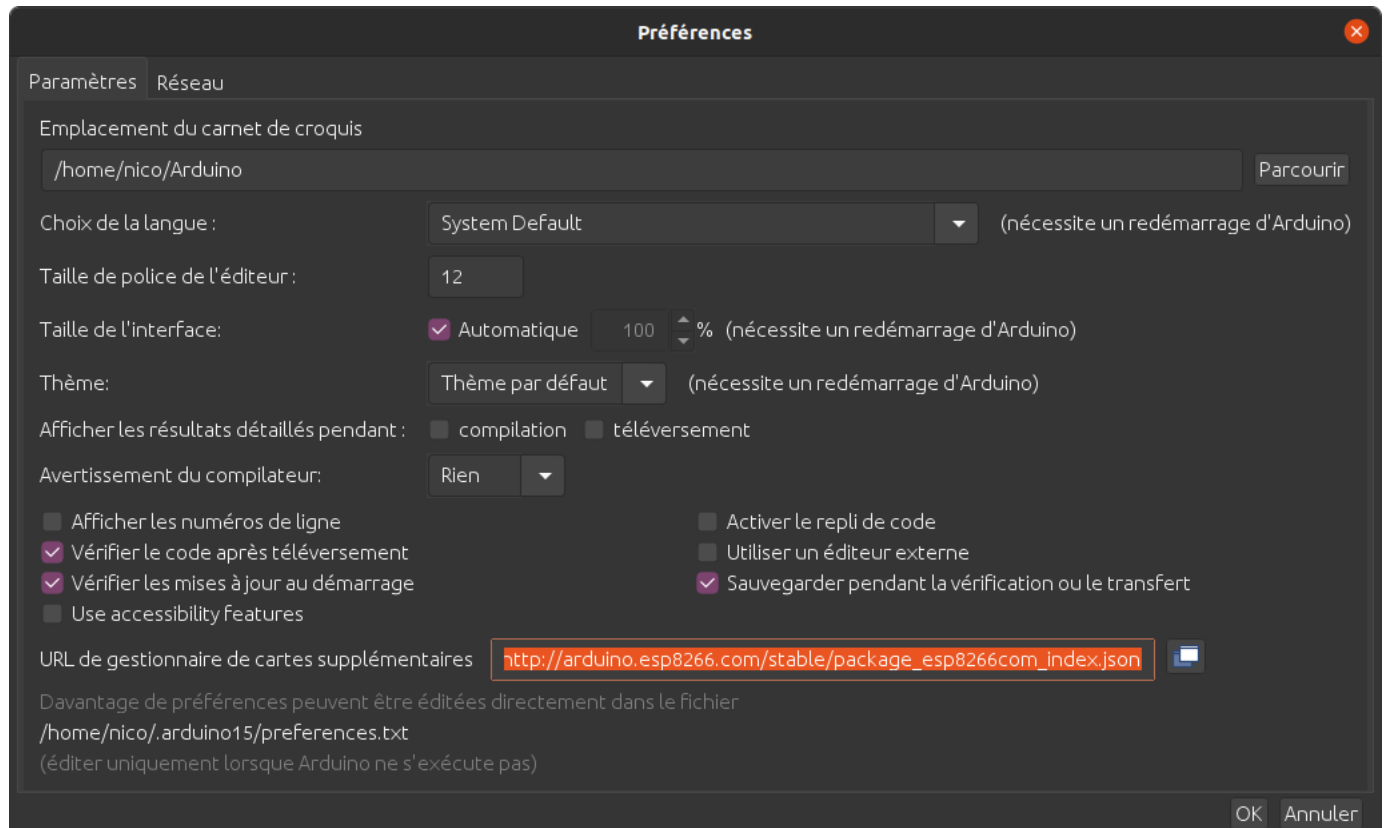 Préférences
Paramètres Réseau
Emplacement du carnet de croquis
/home/nico/Arduino Parcourir
Choix de la langue : System Default (nécessite un redémarrage d'Arduino)
Taille de police de l'éditeur : 12
Taille de l'interface: Automatique 100 % (nécessite un redémarrage d'Arduino)
Thème: Thème par défaut (nécessite un redémarrage d'Arduino)
Afficher les résultats détaillés pendant : compilation téléversement
Avertissement du compilateur: Rien
Afficher les numéros de ligne Activer le repli de code
Vérifier le code après téléversement Utiliser un éditeur externe
Vérifier les mises à jour au démarrage Sauvegarder pendant la vérification ou le transfert
Use accessibility features
URL de gestionnaire de cartes supplémentaires http://arduino.esp8266.com/stable/package_esp8266com_index.json
Davantage de préférences peuvent être éditées directement dans le fichier
/home/nico/.arduino15/preferences.txt
(éditer uniquement lorsque Arduino ne s'exécute pas)
OK Annuler